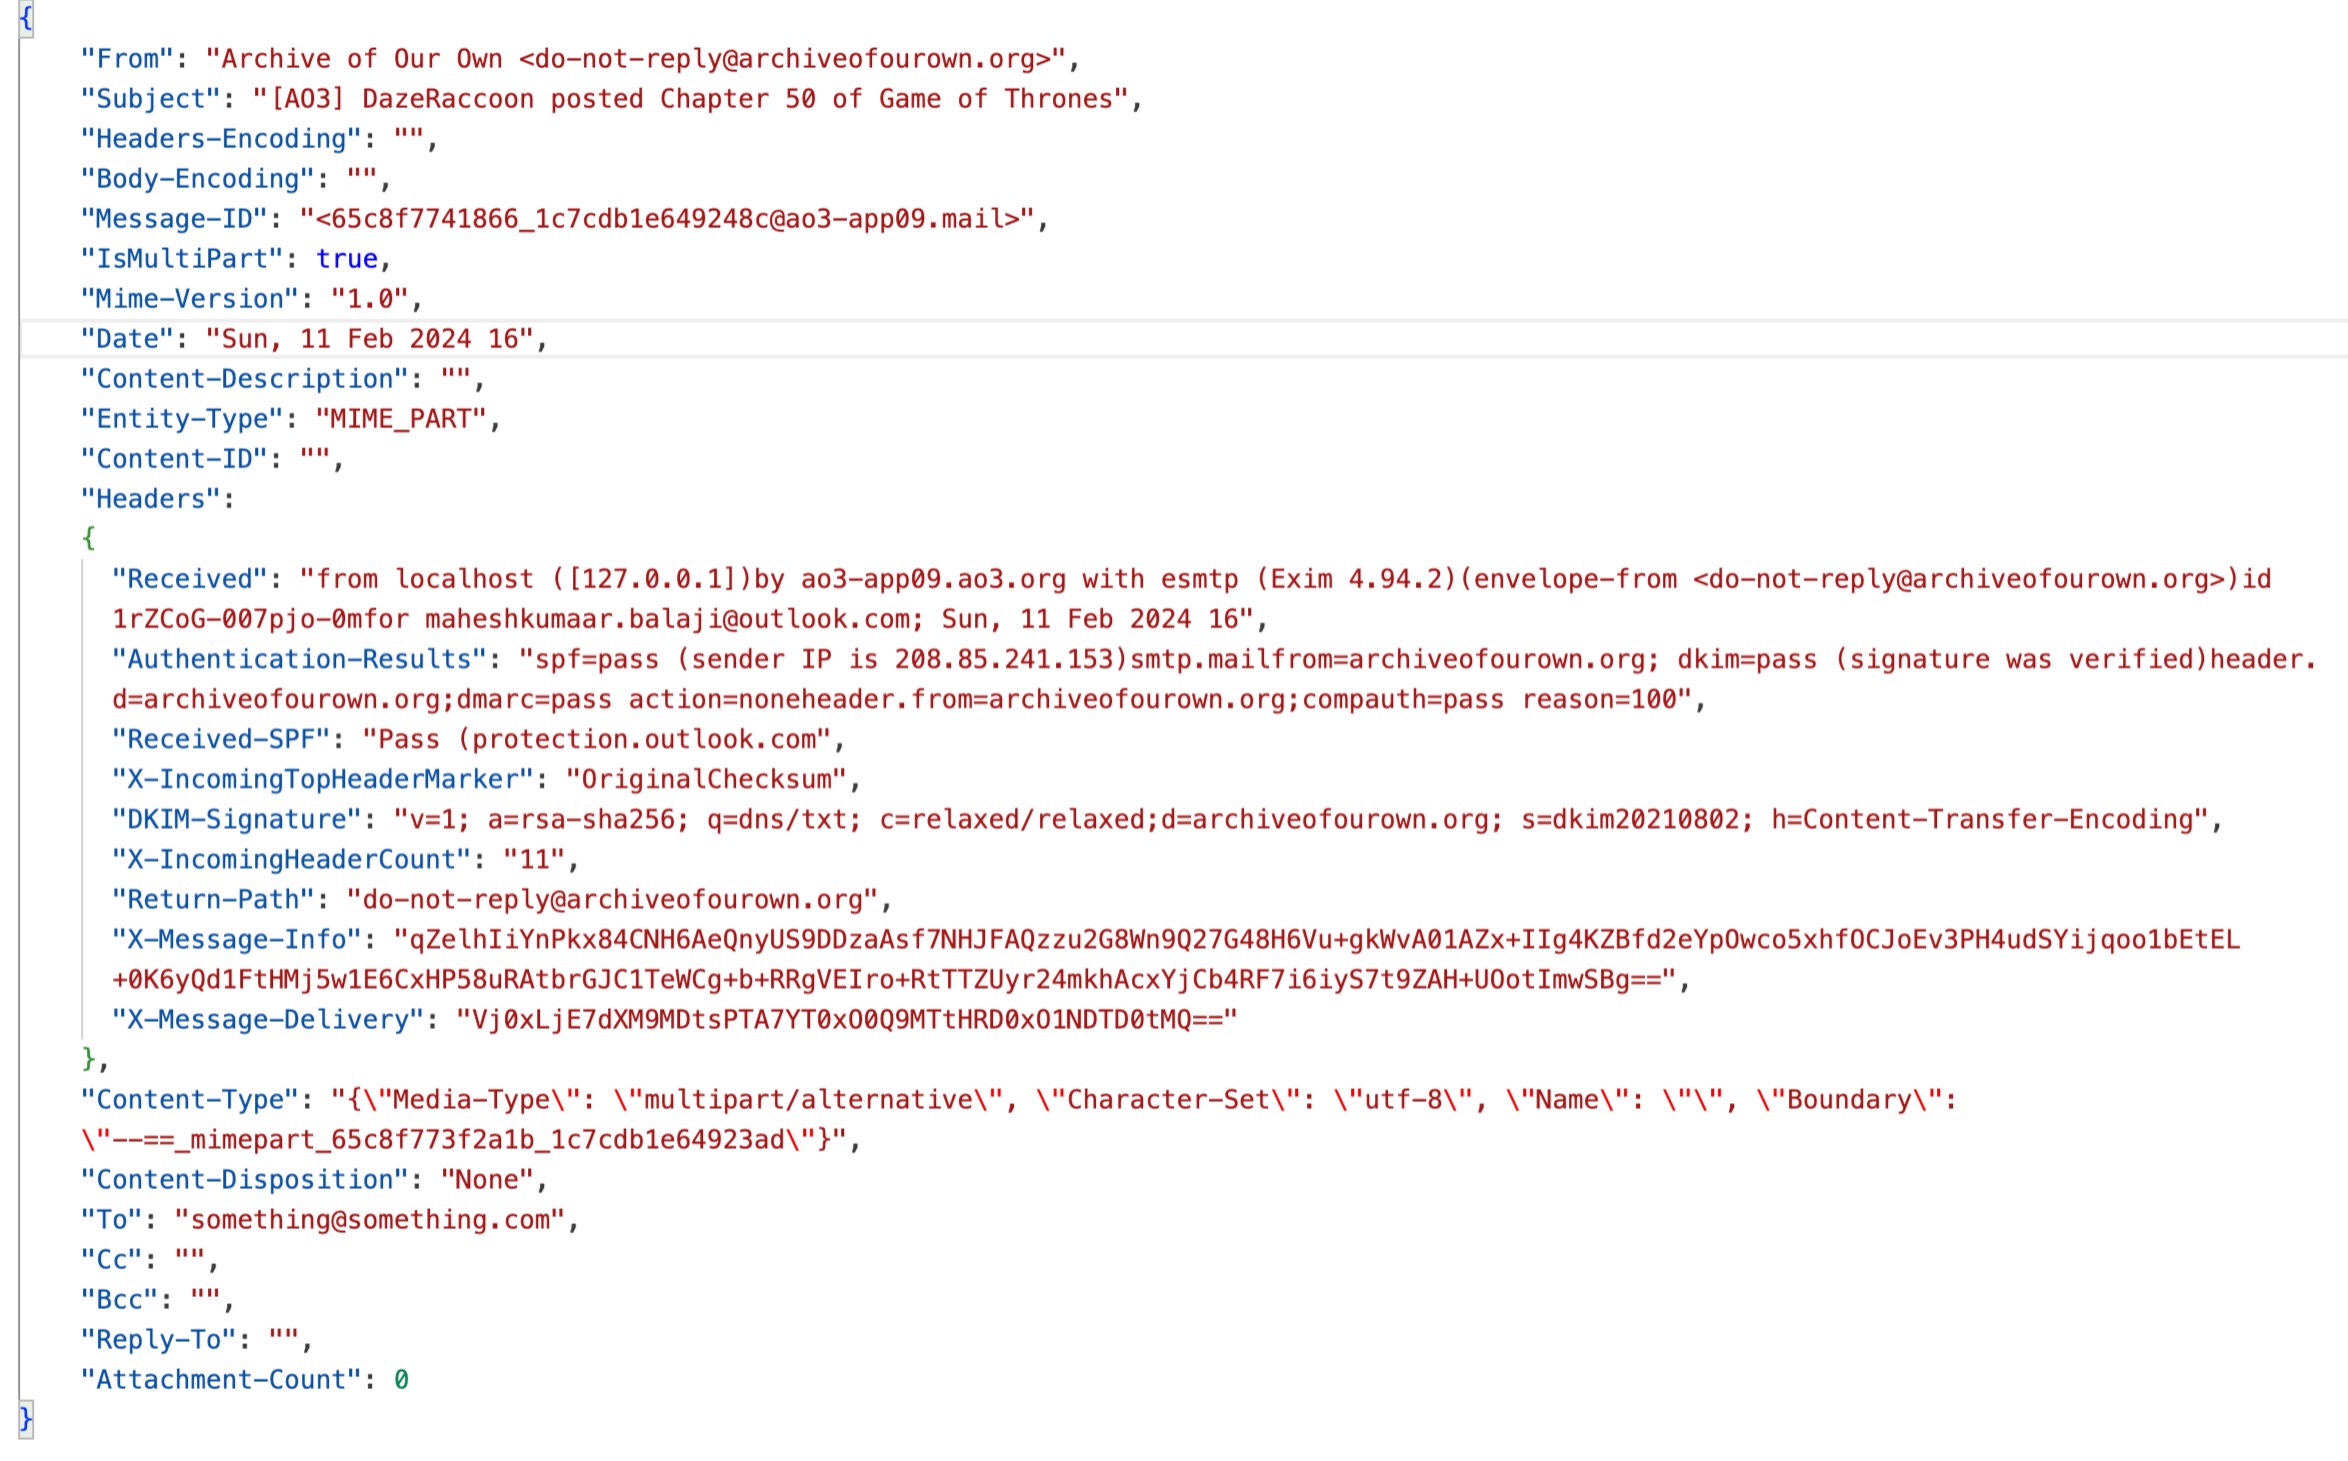 {
"From": "Archive of Our Own <do-not-reply@archiveofourown.org>",
"Subject": "[AO3] DazeRaccoon posted Chapter 50 of Game of Thrones",
"Headers-Encoding": "",
"Body-Encoding": "",
"Message-ID": "<65c8f7741866_1c7cdb1e649248c@ao3-app09.mail>",
"IsMultiPart": true,
"Mime-Version": "1.0",
"Date": "Sun, 11 Feb 2024 16",
"Content-Description": "",
"Entity-Type": "MIME_PART",
"Content-ID": "",
"Headers":
{
"Received": "from localhost ([127.0.0.1])by ao3-app09.ao3.org with esmtp (Exim 4.94.2)(envelope-from <do-not-reply@archiveofourown.org>)id
1rZCoG-007pjo-0mfor maheshkumaar.balaji@outlook.com; Sun, 11 Feb 2024 16",
"Authentication-Results": "spf=pass (sender IP is 208.85.241.153)smtp.mailfrom=archiveofourown.org; dkim=pass (signature was verified)header.
d=archiveofourown.org;dmarc=pass action=noneheader.from=archiveofourown.org;compauth=pass reason=100",
"Received-SPF": "Pass (protection.outlook.com",
"X-IncomingTopHeaderMarker": "OriginalChecksum",
"DKIM-Signature": "v=1; a=rsa-sha256; q=dns/txt; c=relaxed/relaxed;d=archiveofourown.org; s=dkim20210802; h=Content-Transfer-Encoding",
"X-IncomingHeaderCount": "11",
"Return-Path": "do-not-reply@archiveofourown.org",
"X-Message-Info": "qZelhIiYnPkx84CNH6AeQnyUS9DDzaAsf7NHJFAQzzu2G8Wn9Q27G48H6Vu+gkWvA01AZx+IIg4KZBfd2eYpOwco5xhfOCJoEv3PH4udSYijqoo1bEtEL
+0K6yQd1FtHMj5w1E6CxHP58uRAtbrGJC1TeWCg+b+RRgVEIro+RtTTZUyr24mkhAcxYjCb4RF7i6iyS7t9ZAH+UOotImwSBg==",
"X-Message-Delivery": "Vj0xLjE7dXM9MDtsPTA7YT0xO0Q9MTtHRD0xO1NDTD0tMQ=="
},
"Content-Type": "{\"Media-Type\": \"multipart/alternative\", \"Character-Set\": \"utf-8\", \"Name\": \"\", \"Boundary\":
\"--==_mimepart_65c8f773f2a1b_1c7cdb1e64923ad\"}",
"Content-Disposition": "None",
"To": "something@something.com",
"Cc": "",
"Bcc": "",
"Reply-To": "",
"Attachment-Count": 0
}